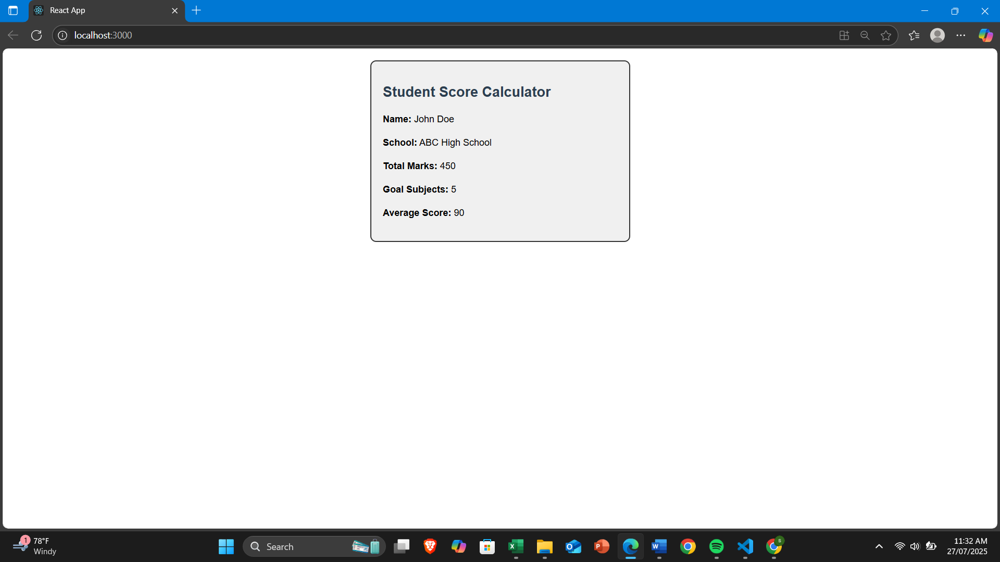 React App
localhost:3000
Student Score Calculator
Name: John Doe
School: ABC High School
Total Marks: 450
Goal Subjects: 5
Average Score: 90
1
78°F
Windy
Search
11:32 AM
27/07/2025